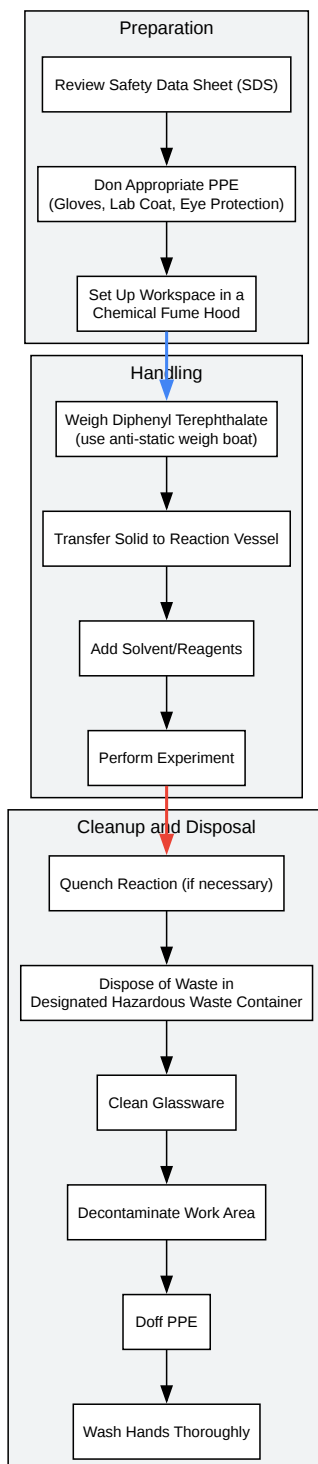 Preparation
Review Safety Data Sheet (SDS)
Don Appropriate PPE
(Gloves, Lab Coat, Eye Protection)
Set Up Workspace in a
Chemical Fume Hood
Handling
Weigh Diphenyl Terephthalate
(use anti-static weigh boat)
Transfer Solid to Reaction Vessel
Add Solvent/Reagents
Perform Experiment
Cleanup and Disposal
Quench Reaction (if necessary)
Dispose of Waste in
Designated Hazardous Waste Container
Clean Glassware
Decontaminate Work Area
Doff PPE
Wash Hands Thoroughly